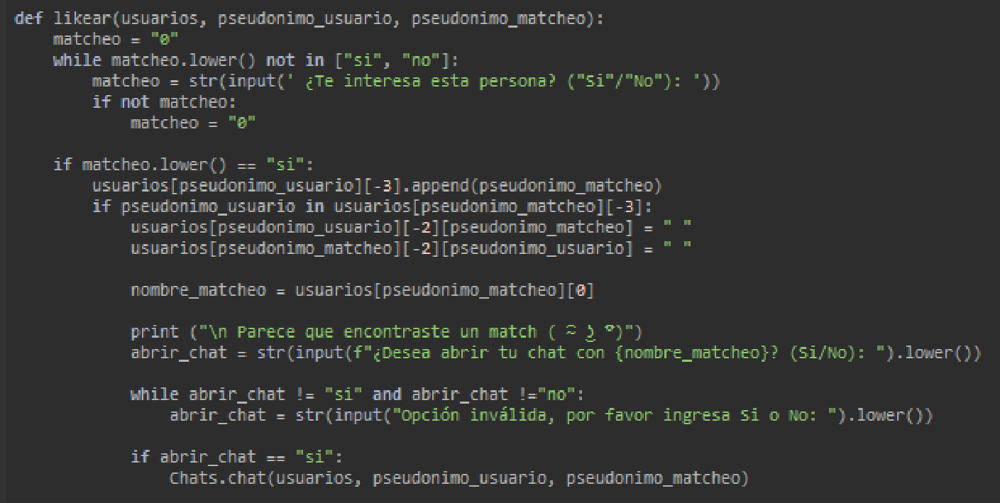 def likear(usuarios, pseudonimo_usuario, pseudonimo_matcheo):
    matcheo = "0"
    while matcheo.lower() not in ["si", "no"]:
        matcheo = str(input(' ¿Te interesa esta persona? ("Si"/"No"): '))
        if not matcheo:
            matcheo = "0"

    if matcheo.lower() == "si":
        usuarios[pseudonimo_usuario][-3].append(pseudonimo_matcheo)
        if pseudonimo_usuario in usuarios[pseudonimo_matcheo][-3]:
            usuarios[pseudonimo_usuario][-2][pseudonimo_matcheo] = " "
            usuarios[pseudonimo_matcheo][-2][pseudonimo_usuario] = " "

            nombre_matcheo = usuarios[pseudonimo_matcheo][0]

            print ("\n Parece que encontraste un match ( ͠° ͟ʖ ͡°)")
            abrir_chat = str(input(f"¿Desea abrir tu chat con {nombre_matcheo}? (Si/No): ").lower())

            while abrir_chat != "si" and abrir_chat !="no":
                abrir_chat = str(input("Opción inválida, por favor ingresa Si o No: ").lower())

            if abrir_chat == "si":
                Chats.chat(usuarios, pseudonimo_usuario, pseudonimo_matcheo)